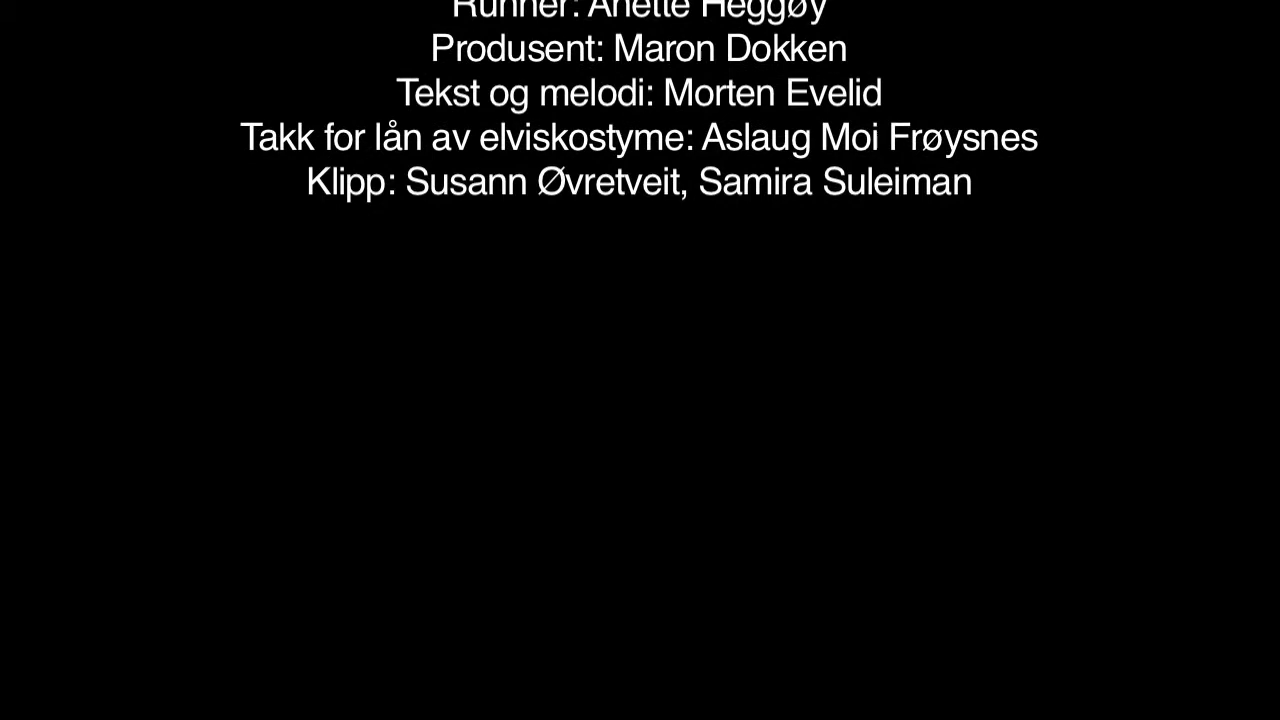 Runner: Anette Heggøy
Produsent: Maron Dokken
Tekst og melodi: Morten Evelid
Takk for lån av elviskostyme: Aslaug Moi Frøysnes
Klipp: Susann Øvretveit, Samira Suleiman